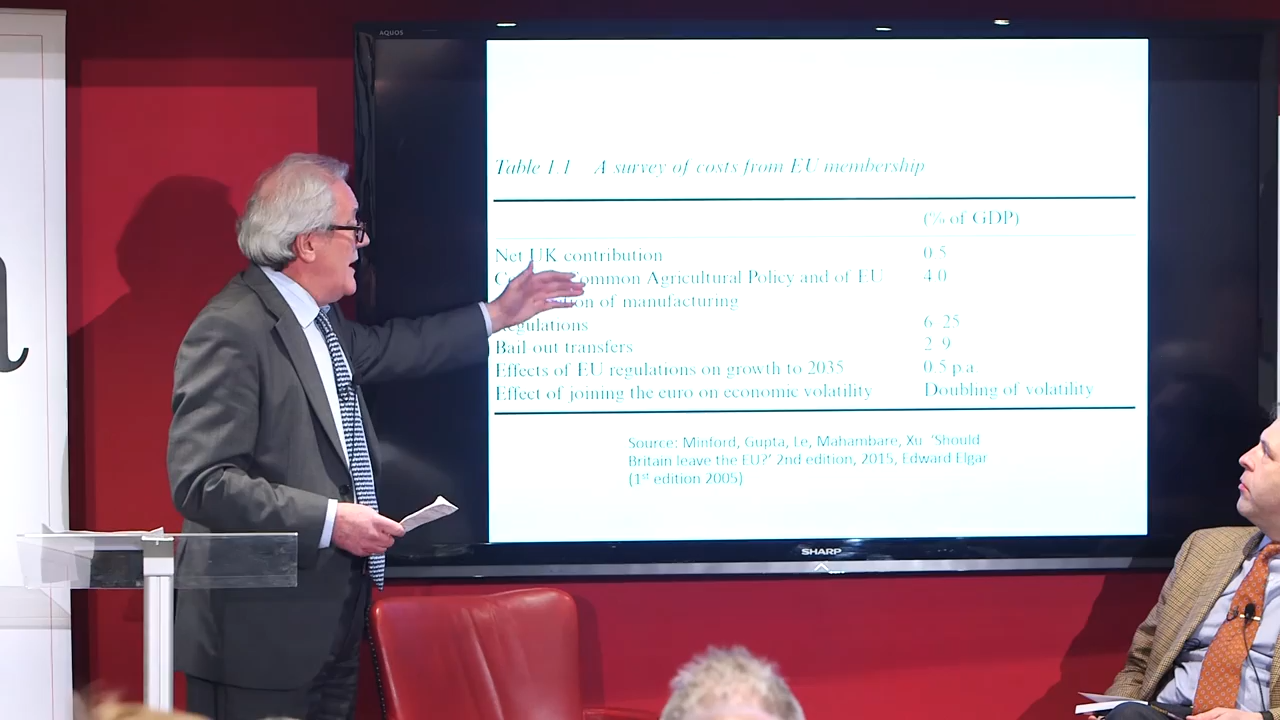 AQUOS
Table 1.1 A survey of costs from EU membership
(% of GDP)
Net UK contribution 0.5
Common Agricultural Policy and of EU 4.0
of manufacturing
Regulations 6–25
Bail out transfers 2–9
Effects of EU regulations on growth to 2035 0.5 p.a.
Effect of joining the euro on economic volatility Doubling of volatility
Source: Minford, Gupta, Le, Mahambare, Xu 'Should
Britain leave the EU?' 2nd edition, 2015, Edward Elgar
(1st edition 2005)
SHARP